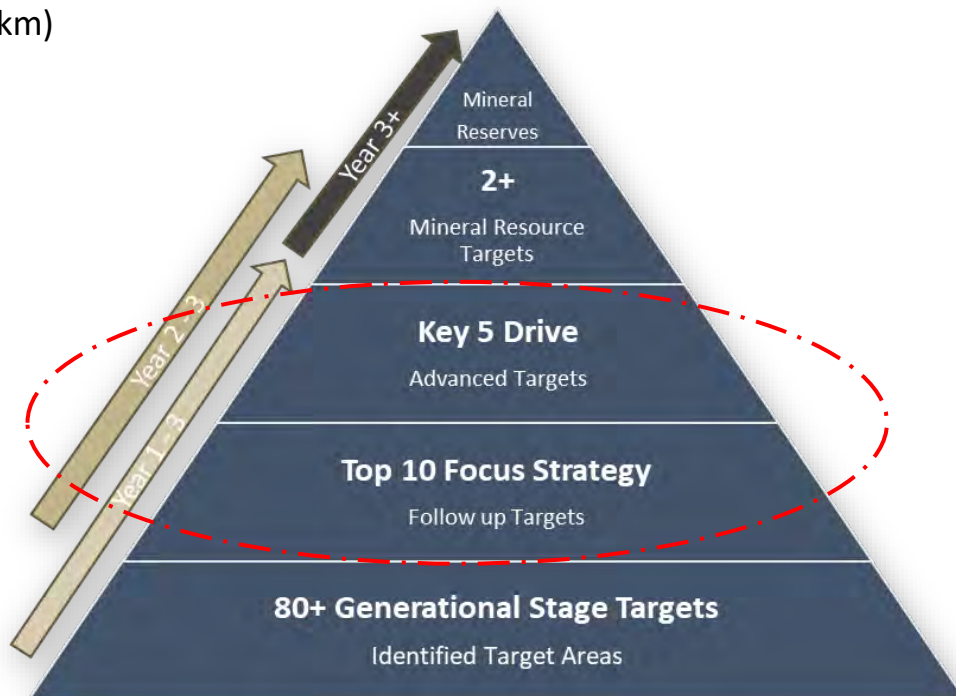 km)
Mineral
Reserves
Year 3+
2+
Mineral Resource
Targets
Year 2 - 3
Key 5 Drive
Advanced Targets
Year 1 - 3
Top 10 Focus Strategy
Follow up Targets
80+ Generational Stage Targets
Identified Target Areas